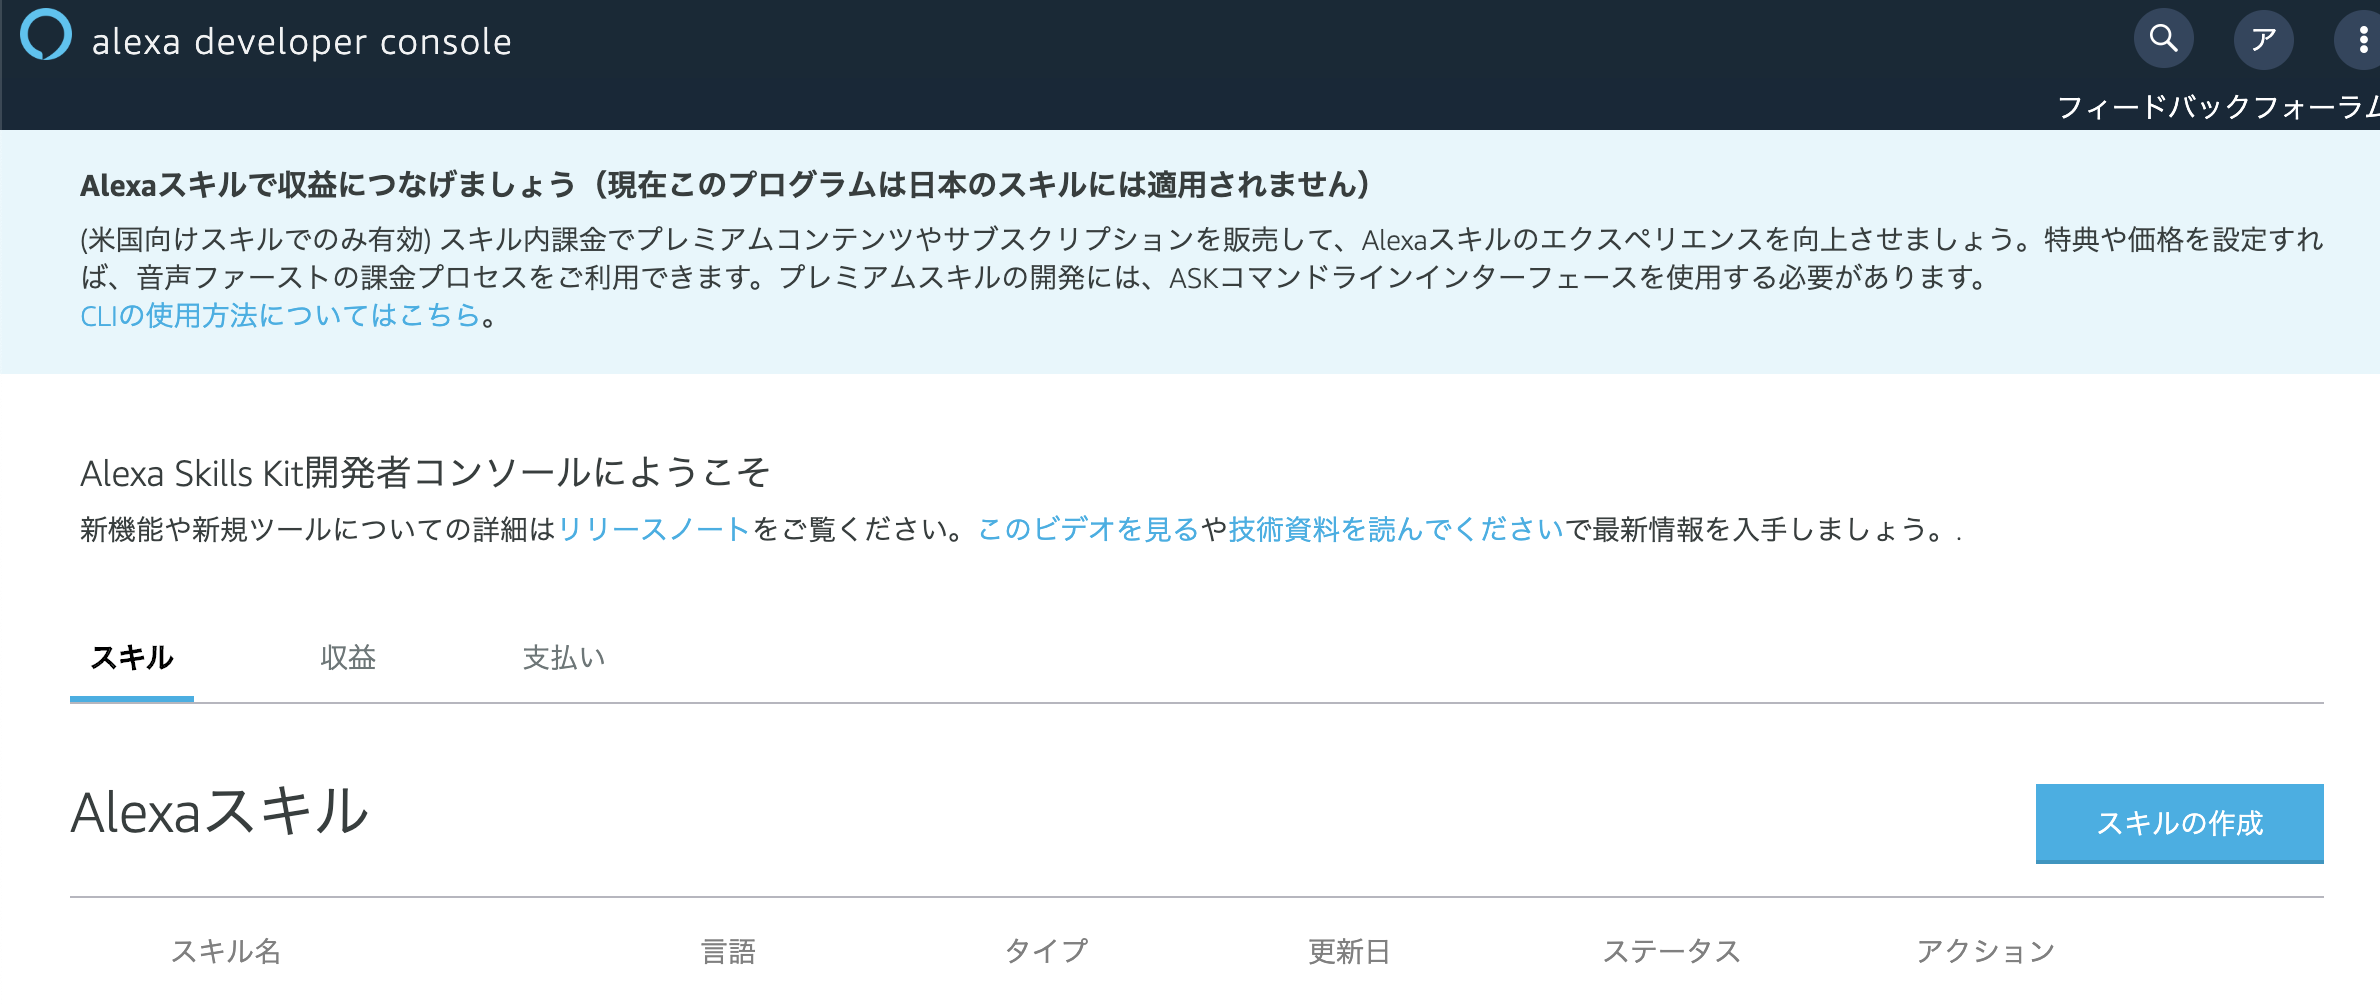 alexa developer console
ア
フィードバックフォーラム
Alexaスキルで収益につなげましょう（現在このプログラムは日本のスキルには適用されません）
(米国向けスキルでのみ有効) スキル内課金でプレミアムコンテンツやサブスクリプションを販売して、Alexaスキルのエクスペリエンスを向上させましょう。特典や価格を設定すれ
ば、音声ファーストの課金プロセスをご利用できます。プレミアムスキルの開発には、ASKコマンドラインインターフェースを使用する必要があります。
CLIの使用方法についてはこちら。
Alexa Skills Kit開発者コンソールにようこそ
新機能や新規ツールについての詳細はリリースノートをご覧ください。このビデオを見るや技術資料を読んでくださいで最新情報を入手しましょう。.
スキル 収益 支払い
Alexaスキル
スキルの作成
スキル名 言語 タイプ 更新日 ステータス アクション